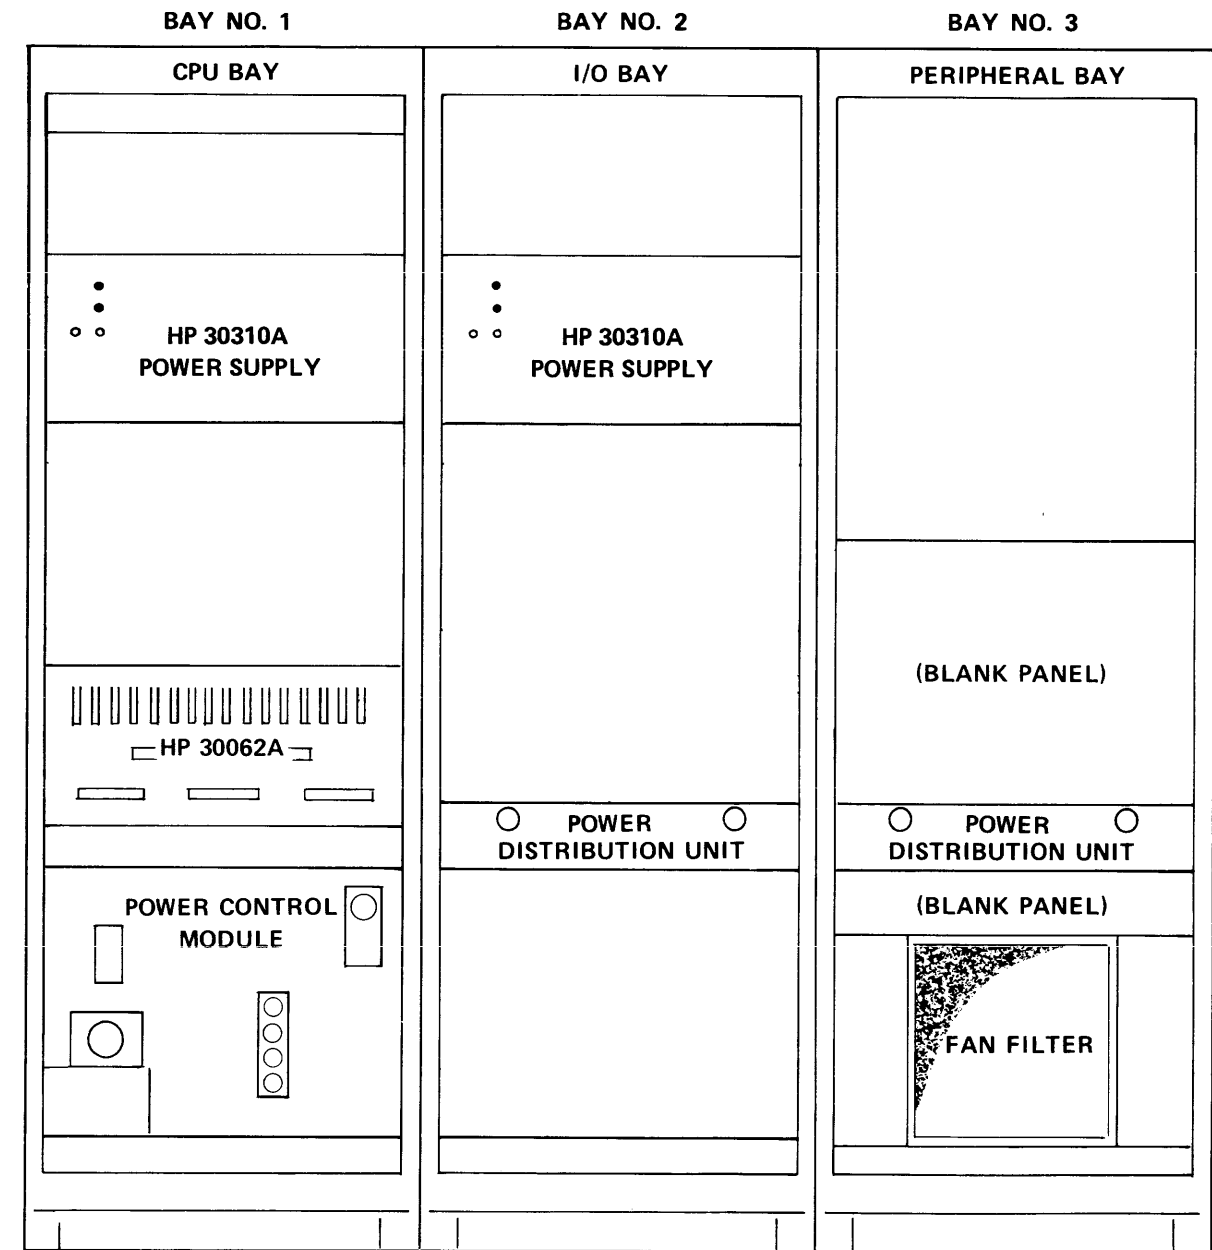 BAY NO. 1
BAY NO. 2
BAY NO. 3
CPU BAY
I/O BAY
PERIPHERAL BAY
HP 30310A
POWER SUPPLY
HP 30310A
POWER SUPPLY
(BLANK PANEL)
HP 30062A
POWER
DISTRIBUTION UNIT
POWER
DISTRIBUTION UNIT
POWER CONTROL
MODULE
(BLANK PANEL)
FAN FILTER